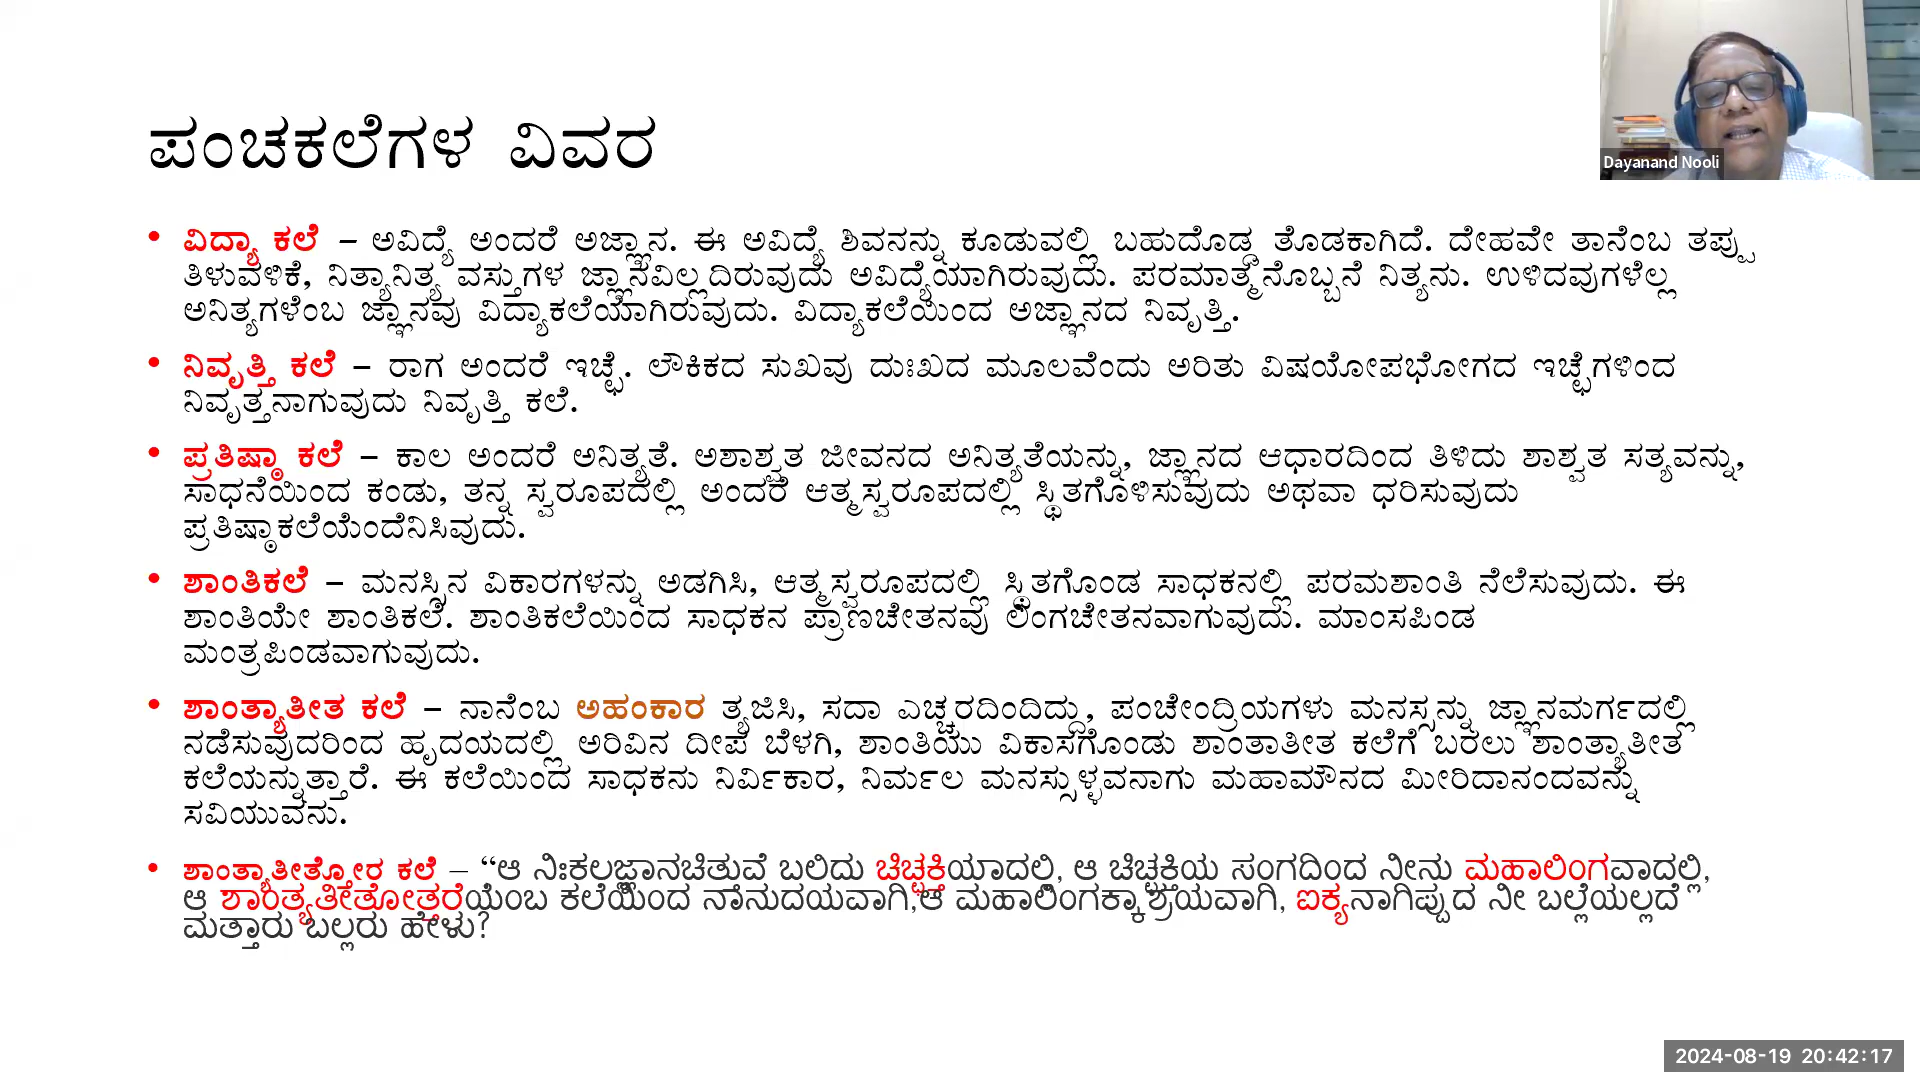 Dayanand Nooli
ಪಂಚಕಲೆಗಳ ವಿವರ
• ವಿದ್ಯಾ ಕಲೆ – ಅವಿದ್ಯೆ ಅಂದರೆ ಅಜ್ಞಾನ. ಈ ಅವಿದ್ಯೆ ಶಿವನನ್ನು ಕೂಡುವಲ್ಲಿ ಬಹುದೊಡ್ಡ ತೊಡಕಾಗಿದೆ. ದೇಹವೇ ತಾನೆಂಬ ತಪ್ಪು
ತಿಳುವಳಿಕೆ, ನಿತ್ಯಾನಿತ್ಯ ವಸ್ತುಗಳ ಜ್ಞಾನವಿಲ್ಲದಿರುವುದು ಅವಿದ್ಯೆಯಾಗಿರುವುದು. ಪರಮಾತ್ಮನೊಬ್ಬನೆ ನಿತ್ಯನು. ಉಳಿದವುಗಳೆಲ್ಲ
ಅನಿತ್ಯಗಳೆಂಬ ಜ್ಞಾನವು ವಿದ್ಯಾಕಲೆಯಾಗಿರುವುದು. ವಿದ್ಯಾಕಲೆಯಿಂದ ಅಜ್ಞಾನದ ನಿವೃತ್ತಿ.
• ನಿವೃತ್ತಿ ಕಲೆ – ರಾಗ ಅಂದರೆ ಇಚ್ಛೆ. ಲೌಕಿಕದ ಸುಖವು ದುಃಖದ ಮೂಲವೆಂದು ಅರಿತು ವಿಷಯೋಪಭೋಗದ ಇಚ್ಛೆಗಳಿಂದ
ನಿವೃತ್ತನಾಗುವುದು ನಿವೃತ್ತಿ ಕಲೆ.
• ಪ್ರತಿಷ್ಠಾ ಕಲೆ – ಕಾಲ ಅಂದರೆ ಅನಿತ್ಯತೆ. ಅಶಾಶ್ವತ ಜೀವನದ ಅನಿತ್ಯತೆಯನ್ನು, ಜ್ಞಾನದ ಆಧಾರದಿಂದ ತಿಳಿದು ಶಾಶ್ವತ ಸತ್ಯವನ್ನು,
ಸಾಧನೆಯಿಂದ ಕಂಡು, ತನ್ನ ಸ್ವರೂಪದಲ್ಲಿ ಅಂದರೆ ಆತ್ಮಸ್ವರೂಪದಲ್ಲಿ ಸ್ಥಿತಗೊಳಿಸುವುದು ಅಥವಾ ಧರಿಸುವುದು
ಪ್ರತಿಷ್ಠಾಕಲೆಯೆಂದೆನಿಸಿವುದು.
• ಶಾಂತಿಕಲೆ – ಮನಸ್ಸಿನ ವಿಕಾರಗಳನ್ನು ಅಡಗಿಸಿ, ಆತ್ಮಸ್ವರೂಪದಲ್ಲಿ ಸ್ಥಿತಗೊಂಡ ಸಾಧಕನಲ್ಲಿ ಪರಮಶಾಂತಿ ನೆಲೆಸುವುದು. ಈ
ಶಾಂತಿಯೇ ಶಾಂತಿಕಲೆ. ಶಾಂತಿಕಲೆಯಿಂದ ಸಾಧಕನ ಪ್ರಾಣಚೇತನವು ಲಿಂಗಚೇತನವಾಗುವುದು. ಮಾಂಸಪಿಂಡ
ಮಂತ್ರಪಿಂಡವಾಗುವುದು.
• ಶಾಂತ್ಯಾತೀತ ಕಲೆ – ನಾನೆಂಬ ಅಹಂಕಾರ ತ್ಯಜಿಸಿ, ಸದಾ ಎಚ್ಚರದಿಂದಿದ್ದು, ಪಂಚೇಂದ್ರಿಯಗಳು ಮನಸ್ಸನ್ನು ಜ್ಞಾನಮರ್ಗದಲ್ಲಿ
ನಡೆಸುವುದರಿಂದ ಹೃದಯದಲ್ಲಿ ಅರಿವಿನ ದೀಪ ಬೆಳಗಿ, ಶಾಂತಿಯು ವಿಕಾಸಗೊಂಡು ಶಾಂತಾತೀತ ಕಲೆಗೆ ಬರಲು ಶಾಂತ್ಯಾತೀತ
ಕಲೆಯನ್ನುತ್ತಾರೆ. ಈ ಕಲೆಯಿಂದ ಸಾಧಕನು ನಿರ್ವಿಕಾರ, ನಿರ್ಮಲ ಮನಸ್ಸುಳ್ಳವನಾಗು ಮಹಾಮೌನದ ಮೀರಿದಾನಂದವನ್ನು
ಸವಿಯುವನು.
• ಶಾಂತ್ಯಾತೀತ್ತೋರ ಕಲೆ – “ಆ ನಿಃಕಲಜ್ಞಾನಚಿತುವೆ ಬಲಿದು ಚಿಚ್ಛಕ್ತಿಯಾದಲ್ಲಿ, ಆ ಚಿಚ್ಛಕ್ತಿಯ ಸಂಗದಿಂದ ನೀನು ಮಹಾಲಿಂಗವಾದಲ್ಲಿ,
ಆ ಶಾಂತ್ಯತೀತೋತ್ತರೆಯೆಂಬ ಕಲೆಯಿಂದ ನಾನುದಯವಾಗಿ,ಆ ಮಹಾಲಿಂಗಕ್ಕಾಶ್ರಯವಾಗಿ, ಐಕ್ಯನಾಗಿಪ್ಪುದ ನೀ ಬಲ್ಲೆಯಲ್ಲದೆ
ಮತ್ತಾರು ಬಲ್ಲರು ಹೇಳು?
2024-08-19 20:42:17